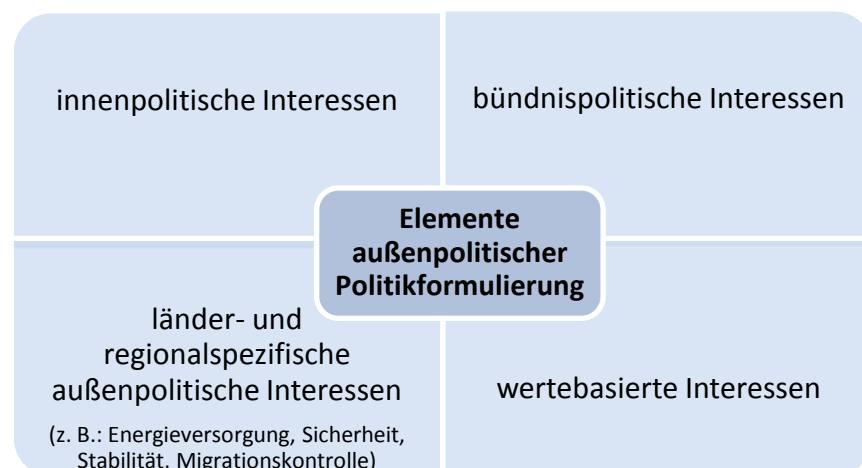 innenpolitische Interessen
bündnispolitische Interessen
Elemente
außenpolitischer
Politikformulierung
länder- und
regionalspezifische
außenpolitische Interessen
(z. B.: Energieversorgung, Sicherheit,
Stabilität, Migrationskontrolle)
wertebasierte Interessen